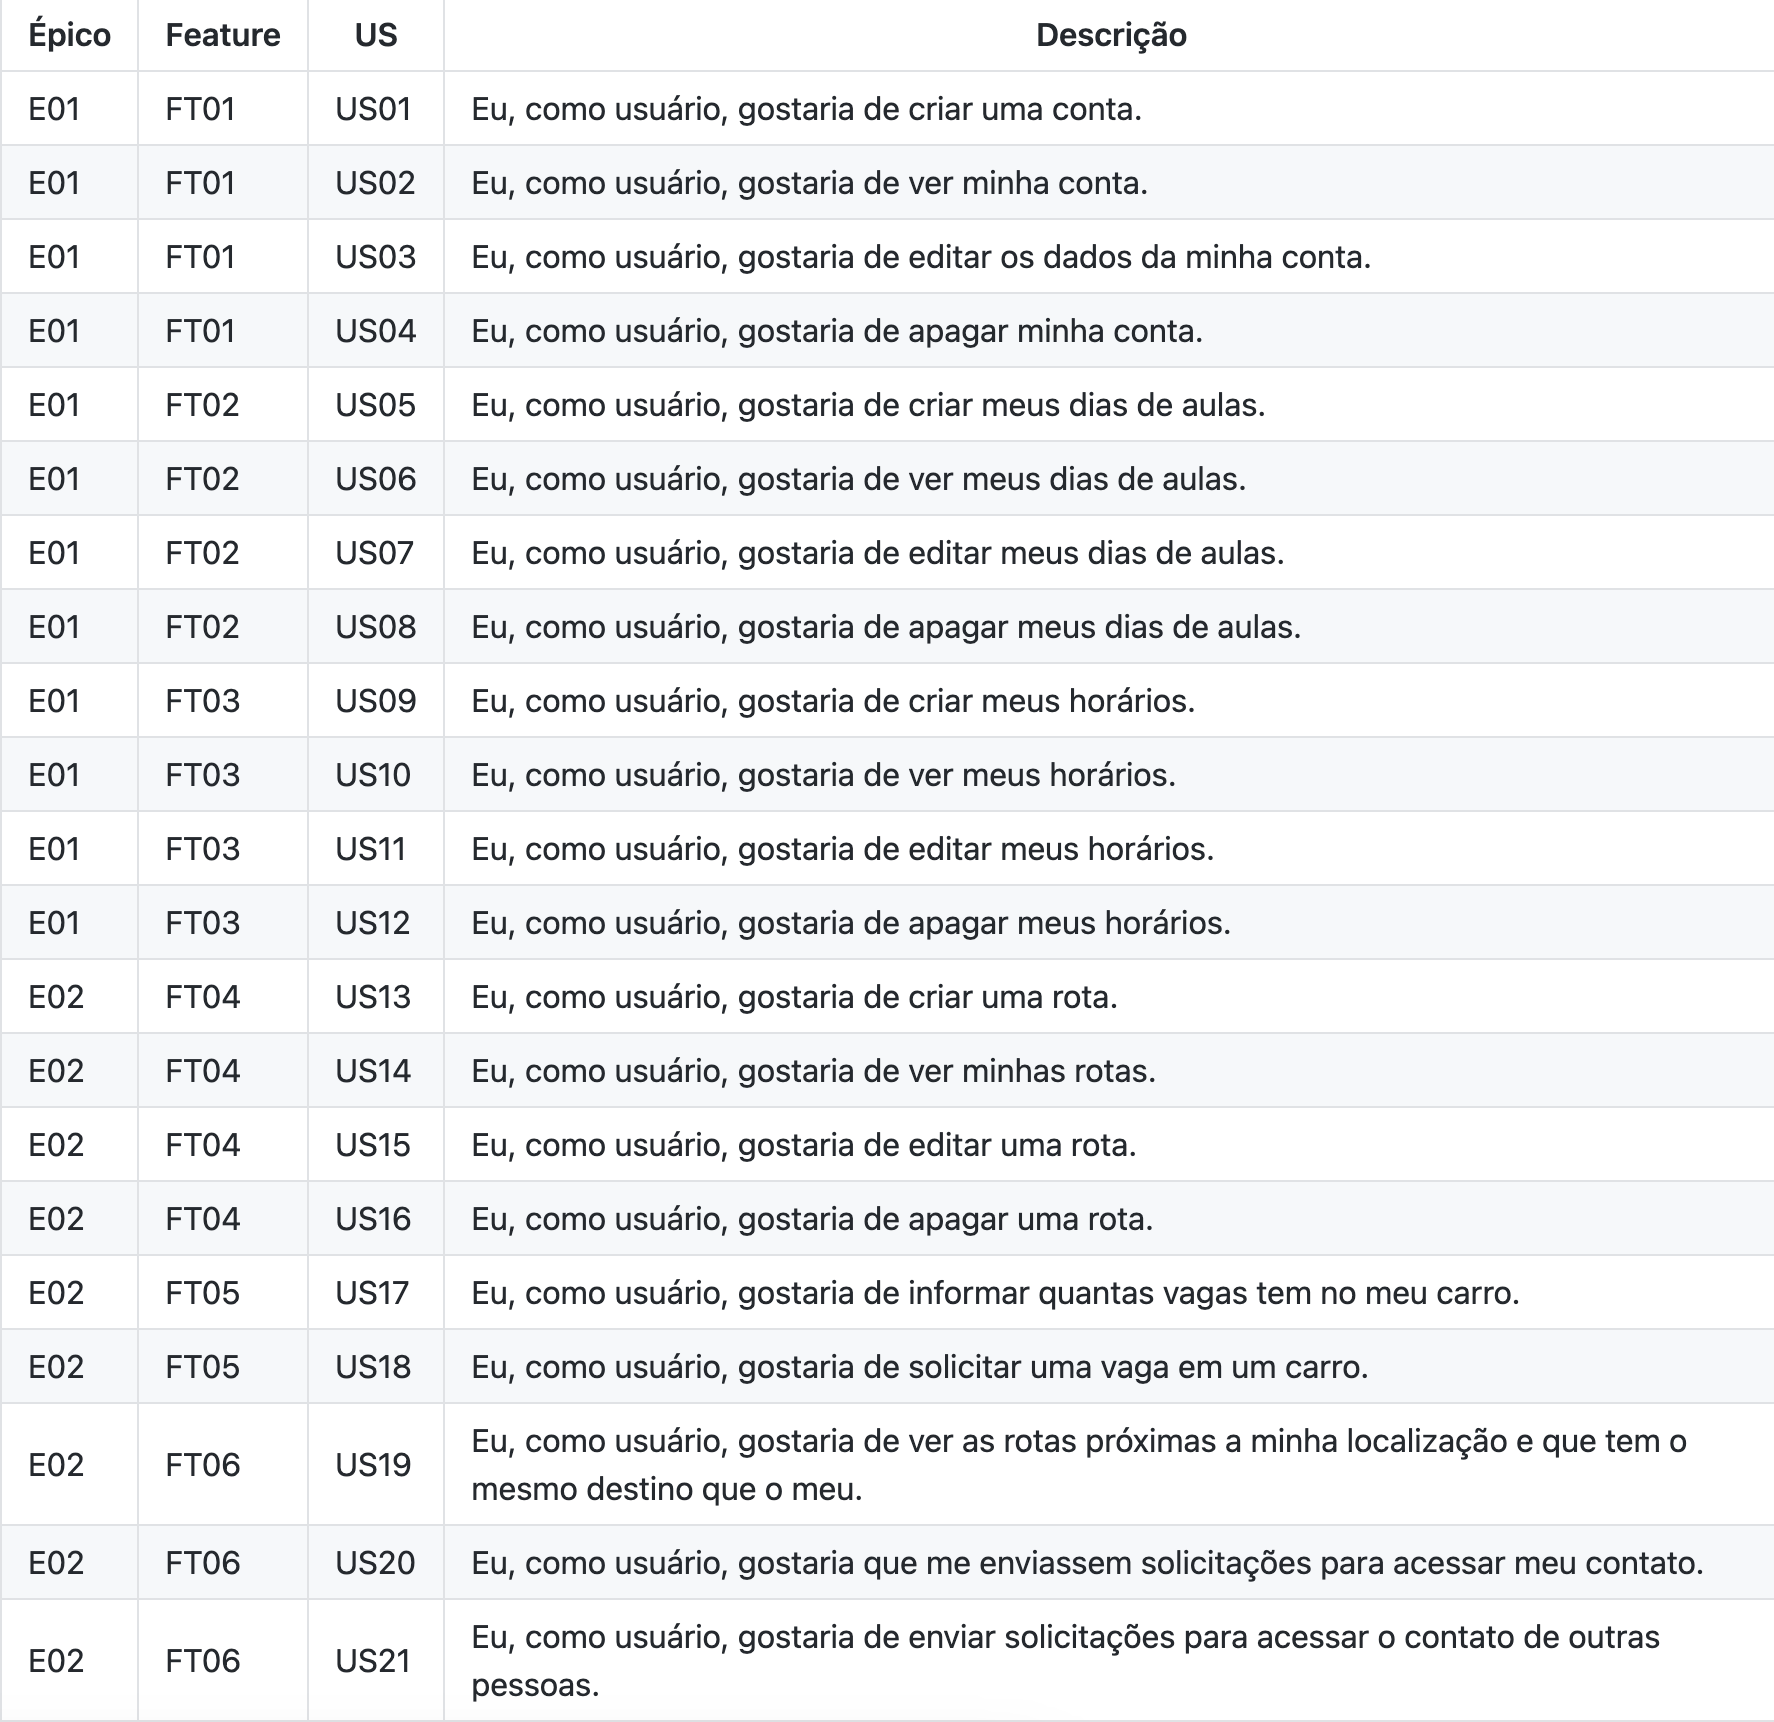 Épico Feature US Descrição
E01 FT01 US01 Eu, como usuário, gostaria de criar uma conta.
E01 FT01 US02 Eu, como usuário, gostaria de ver minha conta.
E01 FT01 US03 Eu, como usuário, gostaria de editar os dados da minha conta.
E01 FT01 US04 Eu, como usuário, gostaria de apagar minha conta.
E01 FT02 US05 Eu, como usuário, gostaria de criar meus dias de aulas.
E01 FT02 US06 Eu, como usuário, gostaria de ver meus dias de aulas.
E01 FT02 US07 Eu, como usuário, gostaria de editar meus dias de aulas.
E01 FT02 US08 Eu, como usuário, gostaria de apagar meus dias de aulas.
E01 FT03 US09 Eu, como usuário, gostaria de criar meus horários.
E01 FT03 US10 Eu, como usuário, gostaria de ver meus horários.
E01 FT03 US11 Eu, como usuário, gostaria de editar meus horários.
E01 FT03 US12 Eu, como usuário, gostaria de apagar meus horários.
E02 FT04 US13 Eu, como usuário, gostaria de criar uma rota.
E02 FT04 US14 Eu, como usuário, gostaria de ver minhas rotas.
E02 FT04 US15 Eu, como usuário, gostaria de editar uma rota.
E02 FT04 US16 Eu, como usuário, gostaria de apagar uma rota.
E02 FT05 US17 Eu, como usuário, gostaria de informar quantas vagas tem no meu carro.
E02 FT05 US18 Eu, como usuário, gostaria de solicitar uma vaga em um carro.
E02 FT06 US19 Eu, como usuário, gostaria de ver as rotas próximas a minha localização e que tem o
mesmo destino que o meu.
E02 FT06 US20 Eu, como usuário, gostaria que me enviassem solicitações para acessar meu contato.
E02 FT06 US21 Eu, como usuário, gostaria de enviar solicitações para acessar o contato de outras
pessoas.